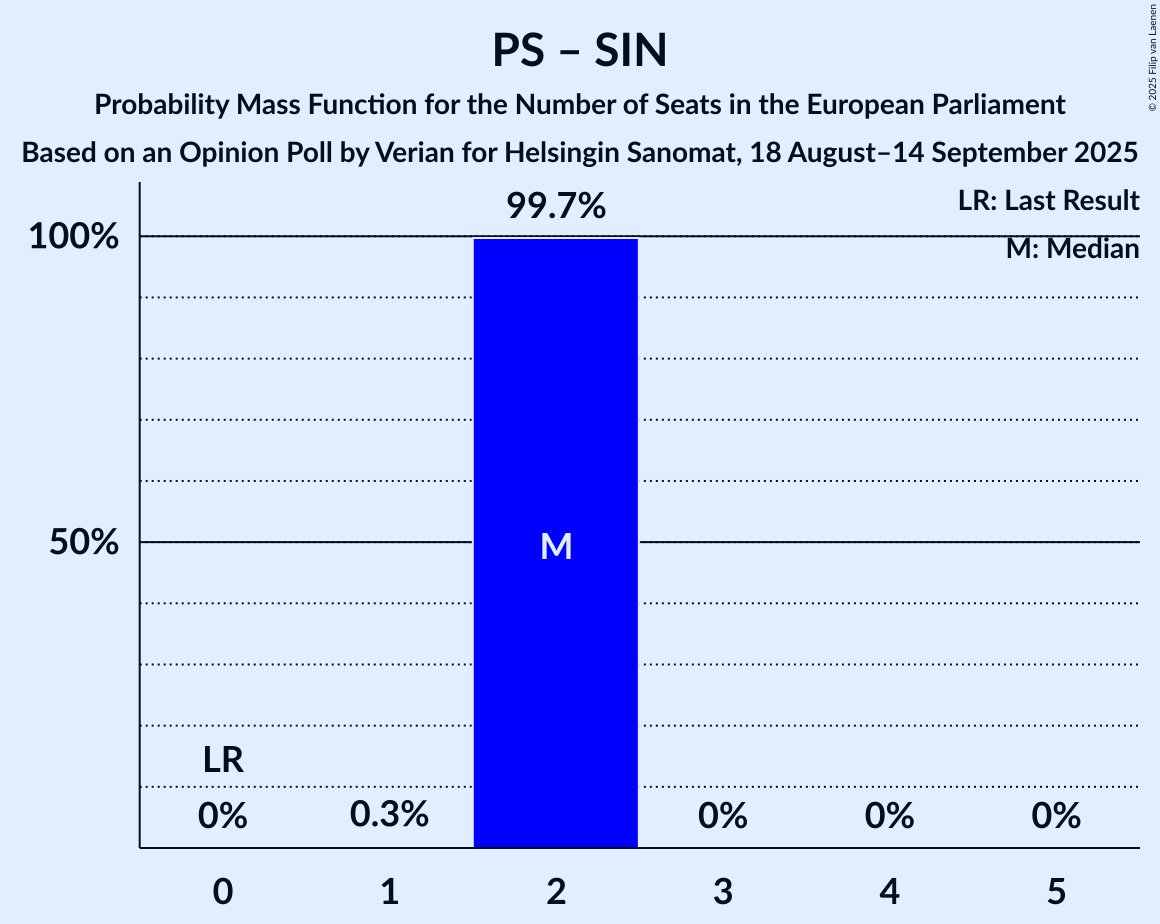 PS – SIN
Probability Mass Function for the Number of Seats in the European Parliament
Based on an Opinion Poll by Verian for Helsingin Sanomat, 18 August–14 September 2025
© 2025 Filip van Laenen
LR: Last Result
M: Median
99.7%
100%
50%
M
LR
0%
0.3%
0%
0%
0%
0
1
2
3
4
5